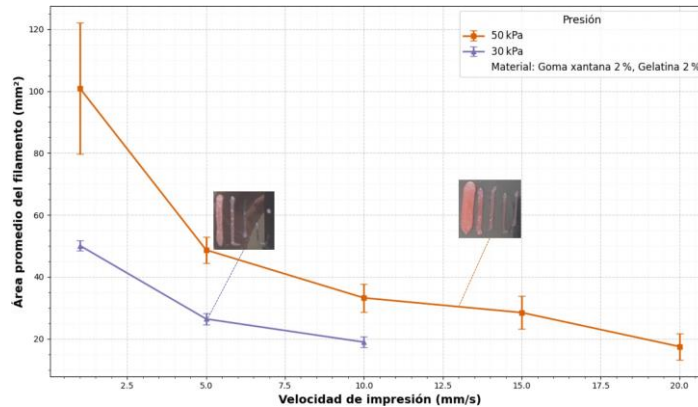 Presión
50 kPa
30 kPa
Material: Goma xantana 2 %, Gelatina 2 %
Área promedio del filamento (mm²)
120
100
80
60
40
20
2.5
5.0
7.5
10.0
12.5
15.0
17.5
20.0
Velocidad de impresión (mm/s)